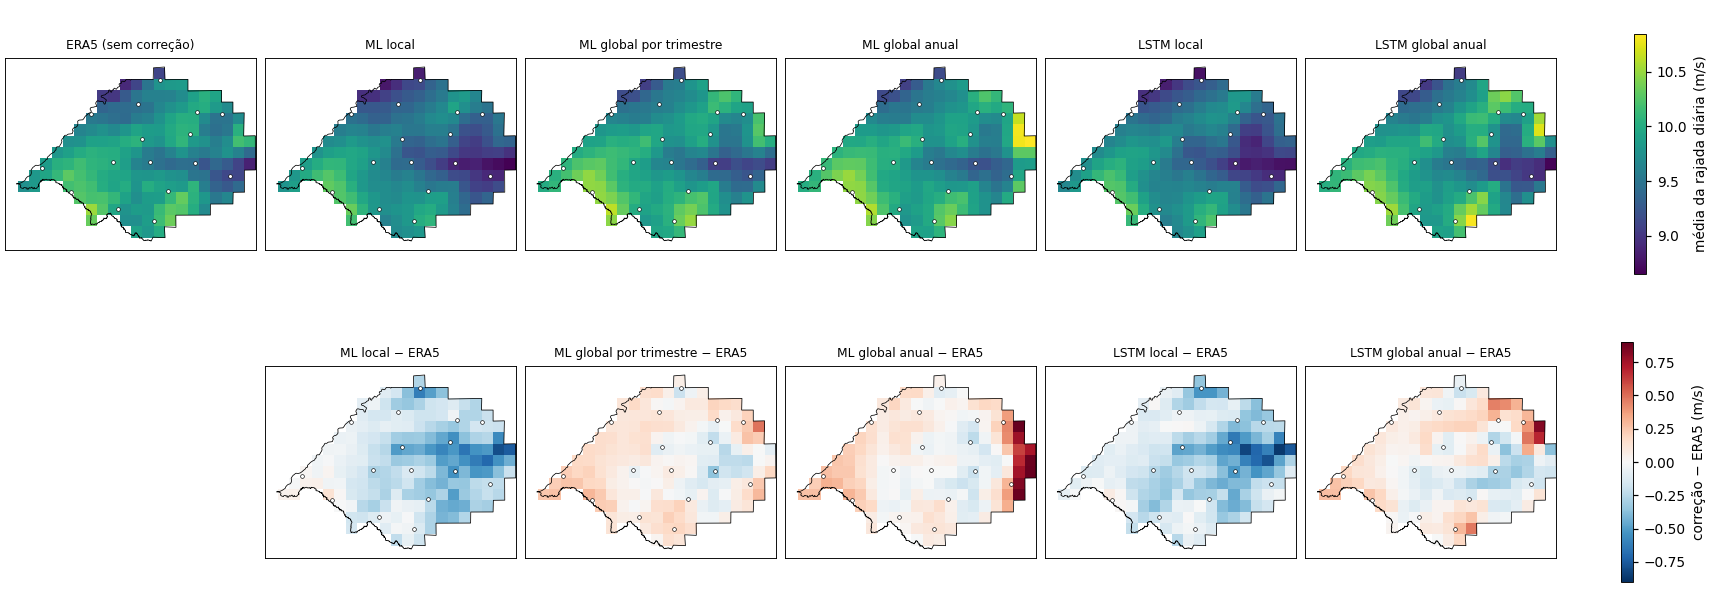 ERA5 (sem correção)
ML local
ML global por trimestre
ML global anual
LSTM local
LSTM global anual
10.5
10.0
9.5
9.0
média da rajada diária (m/s)
ML local − ERA5
ML global por trimestre − ERA5
ML global anual − ERA5
LSTM local − ERA5
LSTM global anual − ERA5
0.75
0.50
0.25
0.00
−0.25
−0.50
−0.75
correção − ERA5 (m/s)